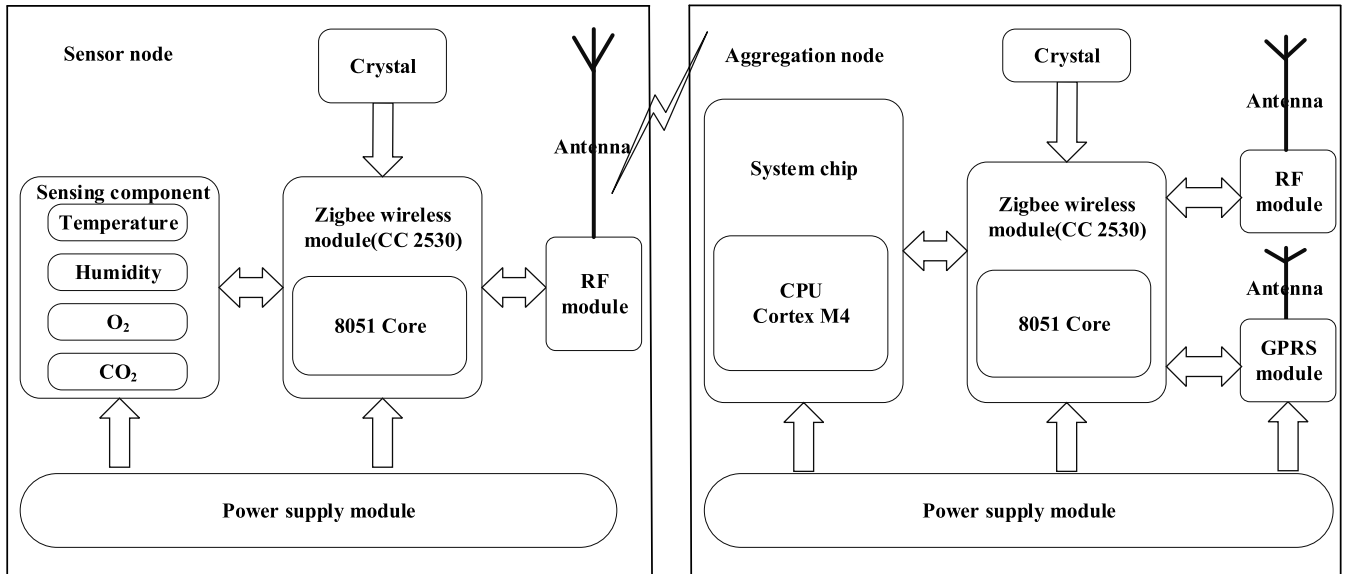 Sensor node
Crystal
Antenna
Sensing component
Temperature
Humidity
O₂
CO₂
Zigbee wireless
module(CC 2530)
8051 Core
RF
module
Power supply module
Aggregation node
Crystal
Antenna
System chip
CPU
Cortex M4
Zigbee wireless
module(CC 2530)
8051 Core
RF
module
Antenna
GPRS
module
Power supply module